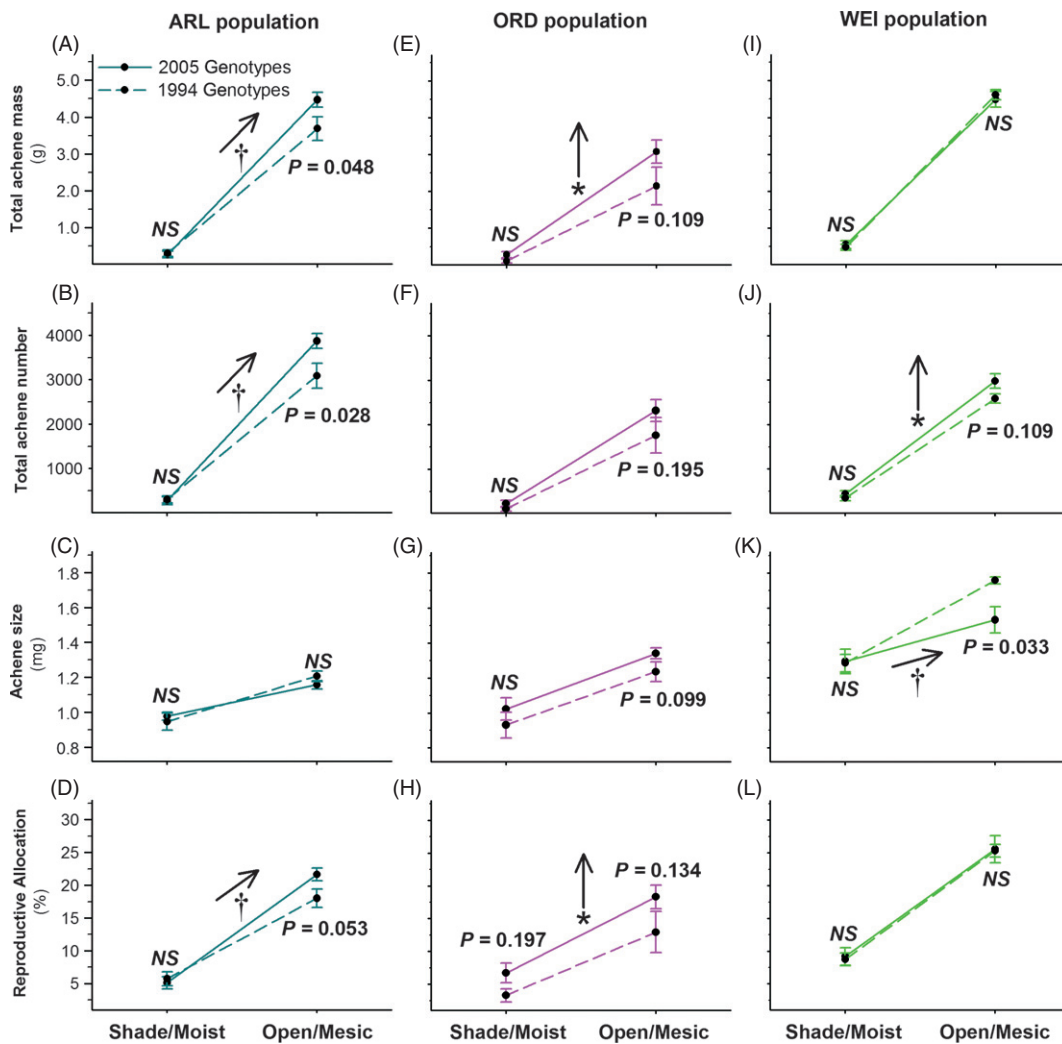 ARL population
ORD population
WEI population
(A)
(E)
(I)
2005 Genotypes
1994 Genotypes
Total achene mass
(g)
5.0
4.0
3.0
2.0
1.0
†
P = 0.048
NS
*
P = 0.109
NS
NS
NS
(B)
(F)
(J)
Total achene number
4000
3000
2000
1000
†
P = 0.028
NS
P = 0.195
NS
*
P = 0.109
NS
(C)
(G)
(K)
Achene size
(mg)
1.8
1.6
1.4
1.2
1.0
0.8
NS
NS
NS
P = 0.099
P = 0.033
NS
†
(D)
(H)
(L)
Reproductive Allocation
(%)
30
25
20
15
10
5
NS
†
P = 0.053
P = 0.197
*
P = 0.134
NS
NS
Shade/Moist
Open/Mesic
Shade/Moist
Open/Mesic
Shade/Moist
Open/Mesic